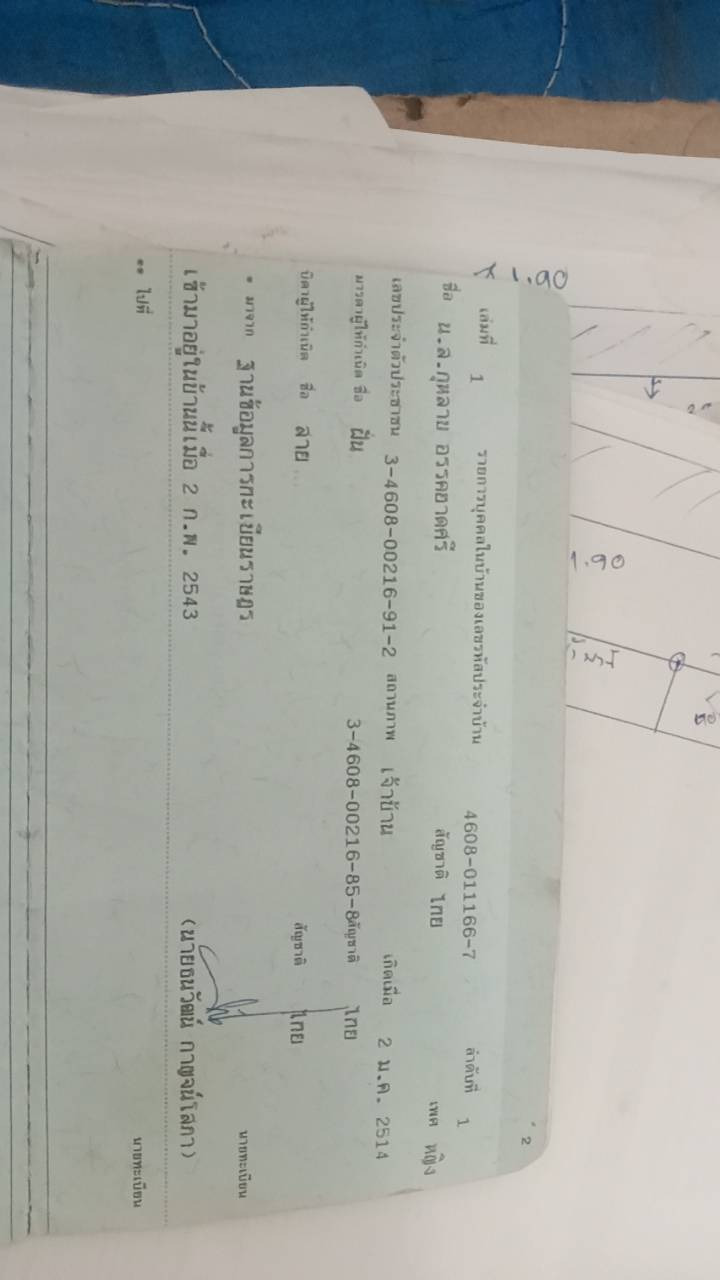 2
เล่มที่ 1 รายการบุคคลในบ้านของเลขรหัสประจำบ้าน 4608-011166-7 ลำดับที่ 1
ชื่อ น.ส.กุหลาบ อรรคฮาดศรี สัญชาติ ไทย เพศ หญิง
เลขประจำตัวประชาชน 3-4608-00216-91-2 สถานภาพ เจ้าบ้าน เกิดเมื่อ 2 ม.ค. 2514
มารดาผู้ให้กำเนิด ชื่อ ฝั่น 3-4608-00216-85-8 สัญชาติ ไทย
บิดาผู้ให้กำเนิด ชื่อ สาย สัญชาติ ไทย
* มาจาก ฐานข้อมูลการทะเบียนราษฎร นายทะเบียน
เข้ามาอยู่ในบ้านนี้เมื่อ 2 ก.พ. 2543 (นายธนวัฒน์ กาญจน์โสภา)
** ไปที่ นายทะเบียน
x 1.90
1.90